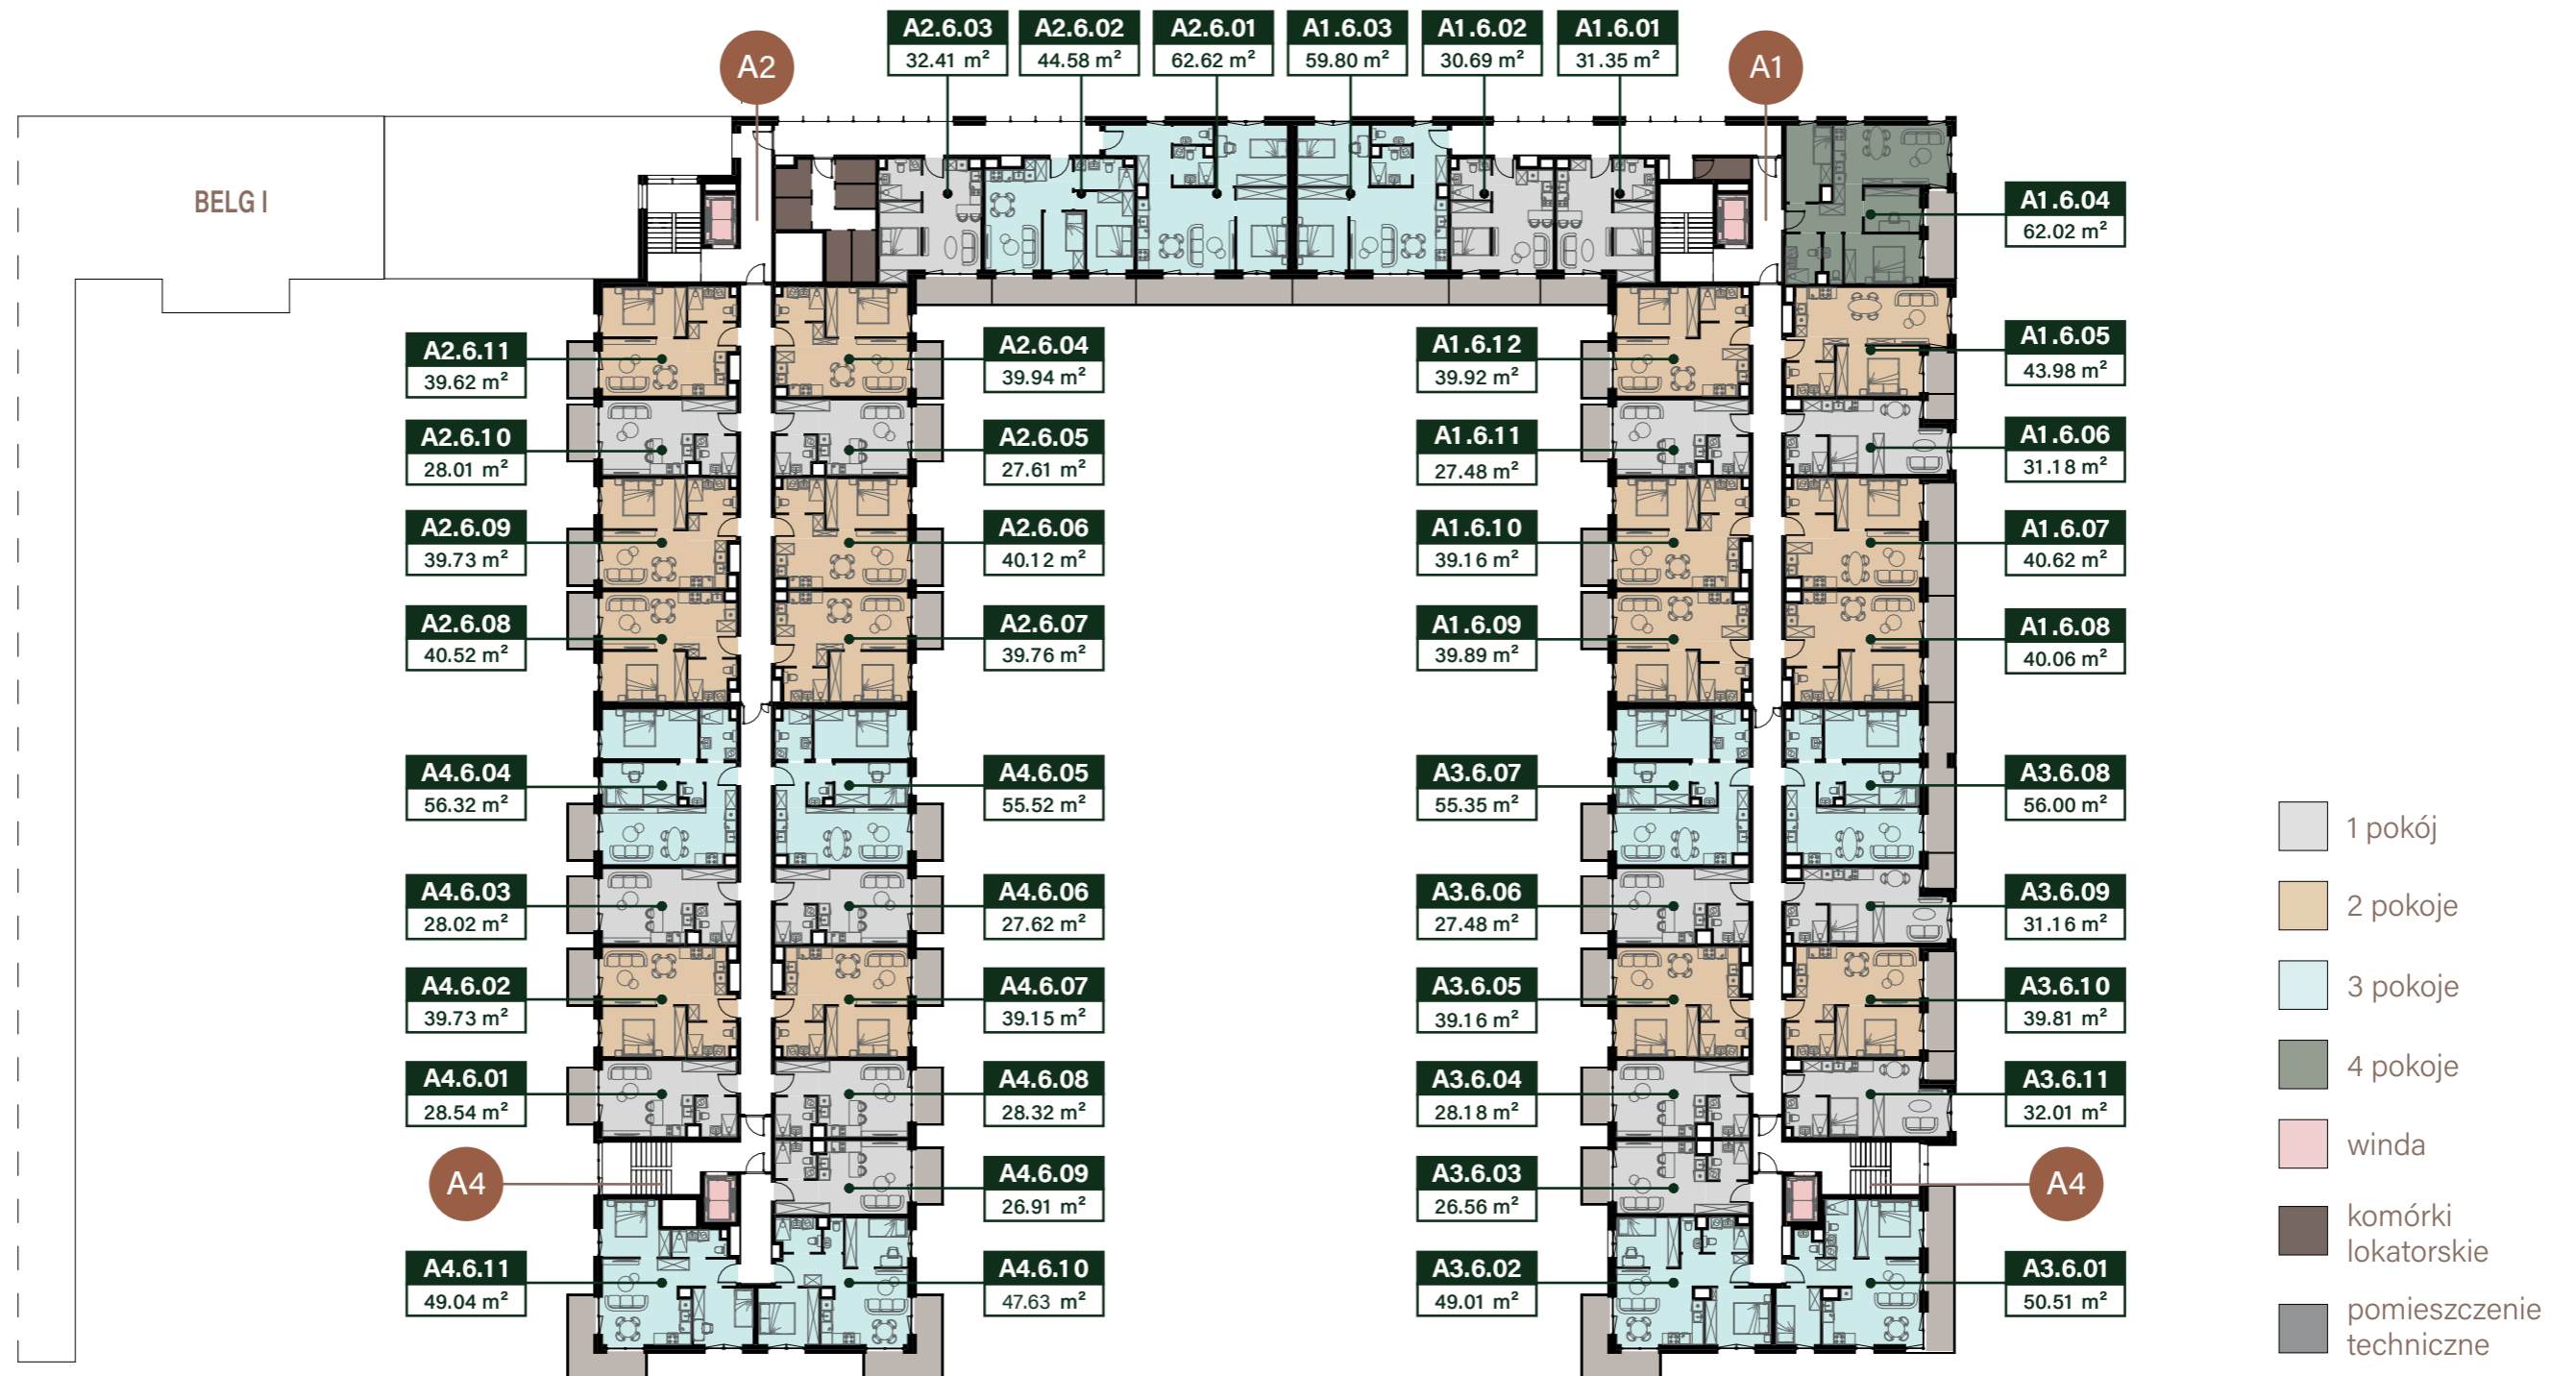 A2.6.03
32.41 m²
A2.6.02
44.58 m²
A2.6.01
62.62 m²
A1.6.03
59.80 m²
A1.6.02
30.69 m²
A1.6.01
31.35 m²
A2
A1
BELG I
A1.6.04
62.02 m²
A2.6.11
39.62 m²
A2.6.04
39.94 m²
A1.6.12
39.92 m²
A1.6.05
43.98 m²
A2.6.10
28.01 m²
A2.6.05
27.61 m²
A1.6.11
27.48 m²
A1.6.06
31.18 m²
A2.6.09
39.73 m²
A2.6.06
40.12 m²
A1.6.10
39.16 m²
A1.6.07
40.62 m²
A2.6.08
40.52 m²
A2.6.07
39.76 m²
A1.6.09
39.89 m²
A1.6.08
40.06 m²
A4.6.04
56.32 m²
A4.6.05
55.52 m²
A3.6.07
55.35 m²
A3.6.08
56.00 m²
A4.6.03
28.02 m²
A4.6.06
27.62 m²
A3.6.06
27.48 m²
A3.6.09
31.16 m²
A4.6.02
39.73 m²
A4.6.07
39.15 m²
A3.6.05
39.16 m²
A3.6.10
39.81 m²
A4.6.01
28.54 m²
A4.6.08
28.32 m²
A3.6.04
28.18 m²
A3.6.11
32.01 m²
A4
A4.6.09
26.91 m²
A3.6.03
26.56 m²
A4
A4.6.11
49.04 m²
A4.6.10
47.63 m²
A3.6.02
49.01 m²
A3.6.01
50.51 m²
1 pokój
2 pokoje
3 pokoje
4 pokoje
winda
komórki
lokatorskie
pomieszczenie
techniczne